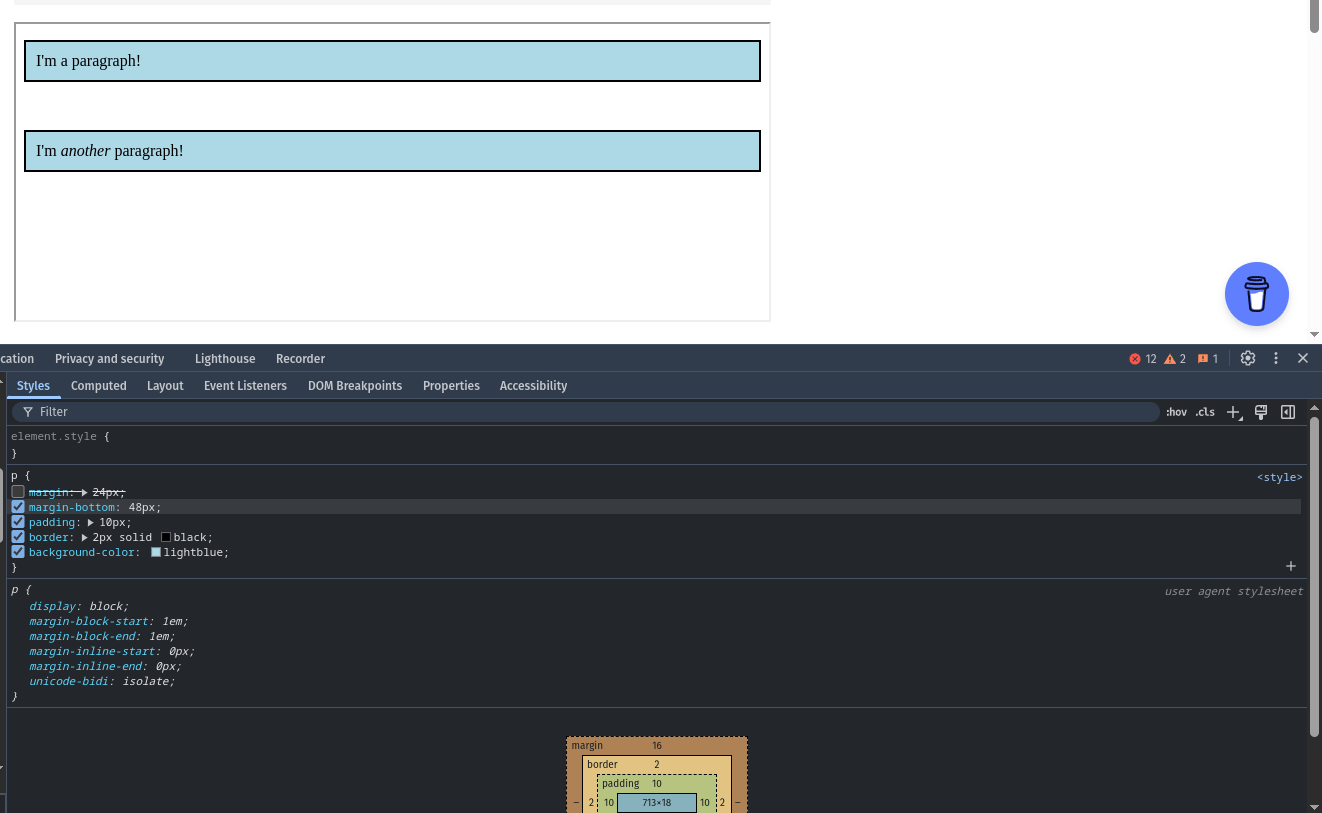 I'm a paragraph!
I'm another paragraph!
cation Privacy and security Lighthouse Recorder 12 2 1
Styles Computed Layout Event Listeners DOM Breakpoints Properties Accessibility
Filter :hov .cls
element.style {
}
p { <style>
margin: 24px;
margin-bottom: 48px;
padding: 10px;
border: 2px solid black;
background-color: lightblue;
}
p { user agent stylesheet
display: block;
margin-block-start: 1em;
margin-block-end: 1em;
margin-inline-start: 0px;
margin-inline-end: 0px;
unicode-bidi: isolate;
}
margin 16
border 2
padding 10
– 2 10 713×18 10 2 –